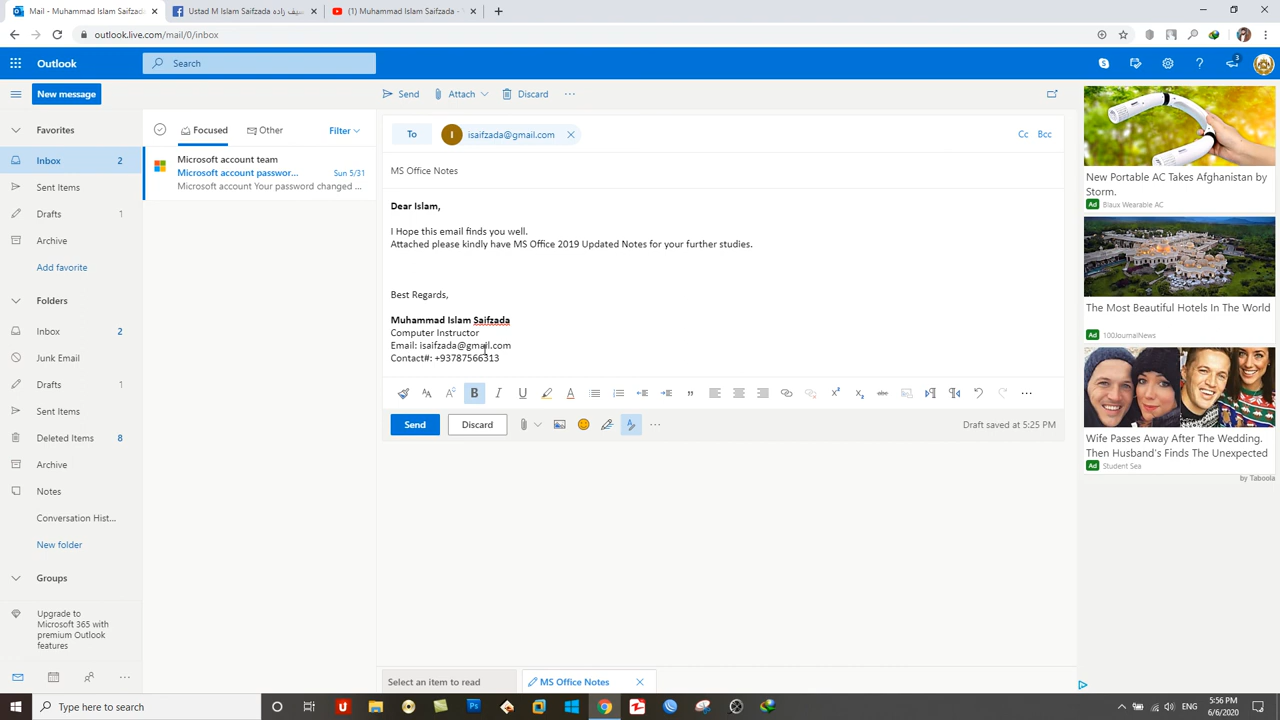 Mail - Muhammad Islam Saifzada
Ustad M Islam Saifzada سیف زاده
(1) Muhammad Islam Saifzada -
outlook.live.com/mail/0/inbox
Outlook
Search
3
New message
Send
Attach
Discard
Favorites
Inbox 2
Sent Items
Drafts 1
Archive
Add favorite
Folders
Inbox 2
Junk Email
Drafts 1
Sent Items
Deleted Items 8
Archive
Notes
Conversation Hist...
New folder
Groups
Upgrade to
Microsoft 365 with
premium Outlook
features
Focused
Other
Filter
Microsoft account team
Microsoft account passwor... Sun 5/31
Microsoft account Your password changed ...
To
I
isaifzada@gmail.com
Cc
Bcc
MS Office Notes
Dear Islam,
I Hope this email finds you well.
Attached please kindly have MS Office 2019 Updated Notes for your further studies.
Best Regards,
Muhammad Islam Saifzada
Computer Instructor
Email: isaifzada@gmail.com
Contact#: +93787566313
Send
Discard
Draft saved at 5:25 PM
Select an item to read
MS Office Notes
New Portable AC Takes Afghanistan by
Storm.
Ad Blaux Wearable AC
The Most Beautiful Hotels In The World
Ad 100JournalNews
Wife Passes Away After The Wedding.
Then Husband's Finds The Unexpected
Ad Student Sea
by Taboola
Type here to search
5:56 PM
6/6/2020